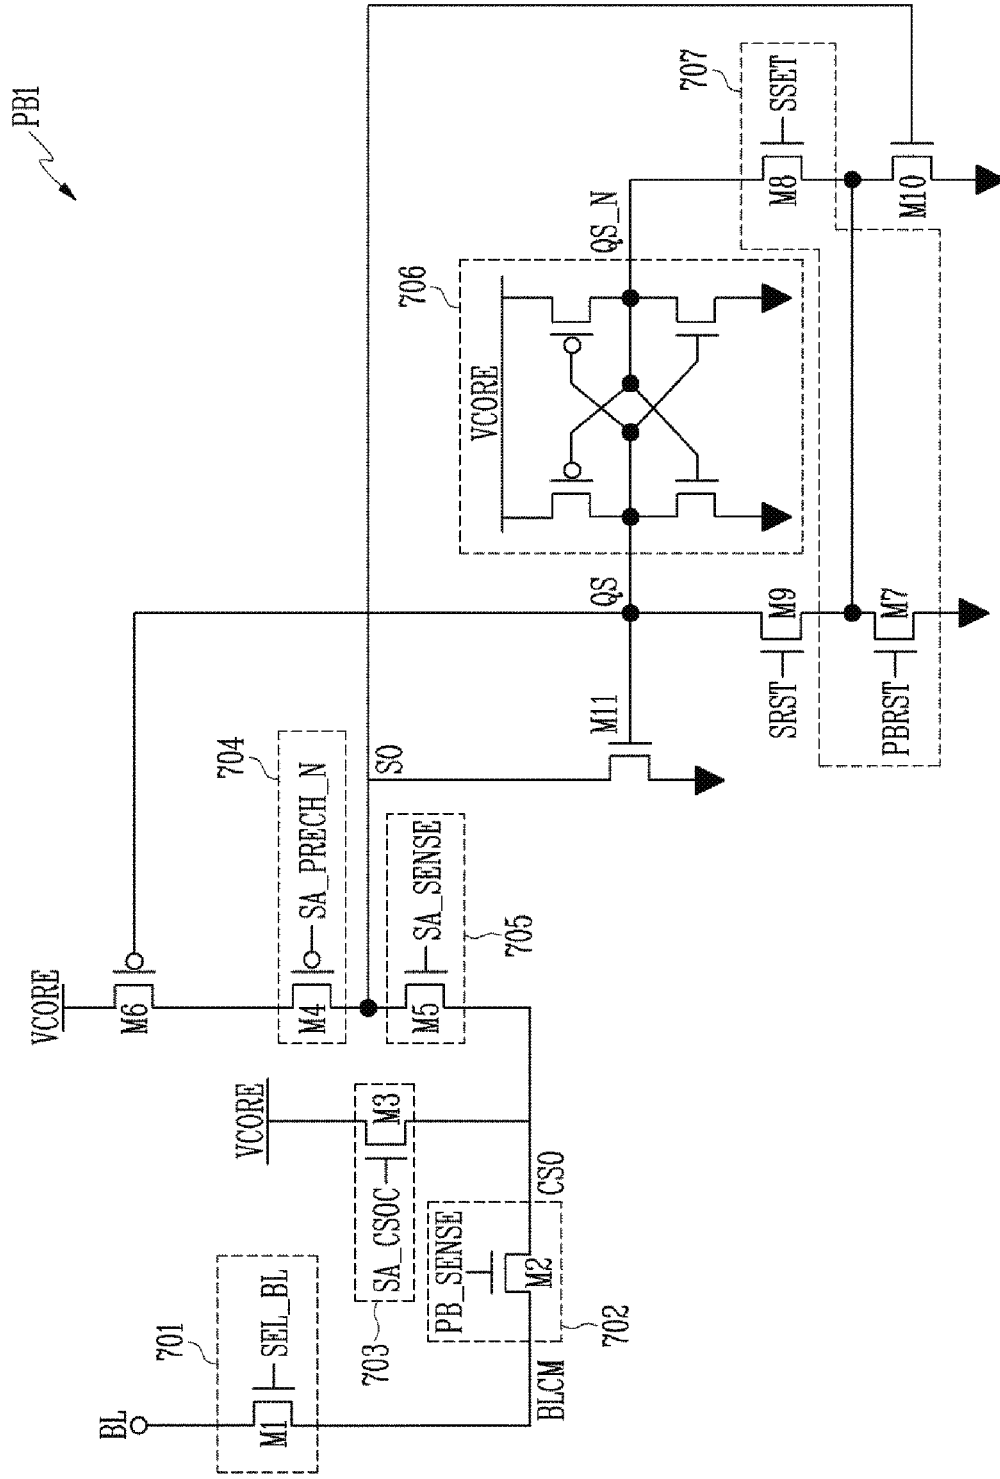 PB1
BL
701
SEL_BL
M1
BLCM
PB_SENSE
M2
702
CSO
VCORE
M3
SA_CSOC
703
VCORE
M6
704
M4
SA_PRECH_N
SO
M5
SA_SENSE
705
M11
QS
706
VCORE
QS_N
707
M8
SSET
M10
M9
SRST
M7
PBRST